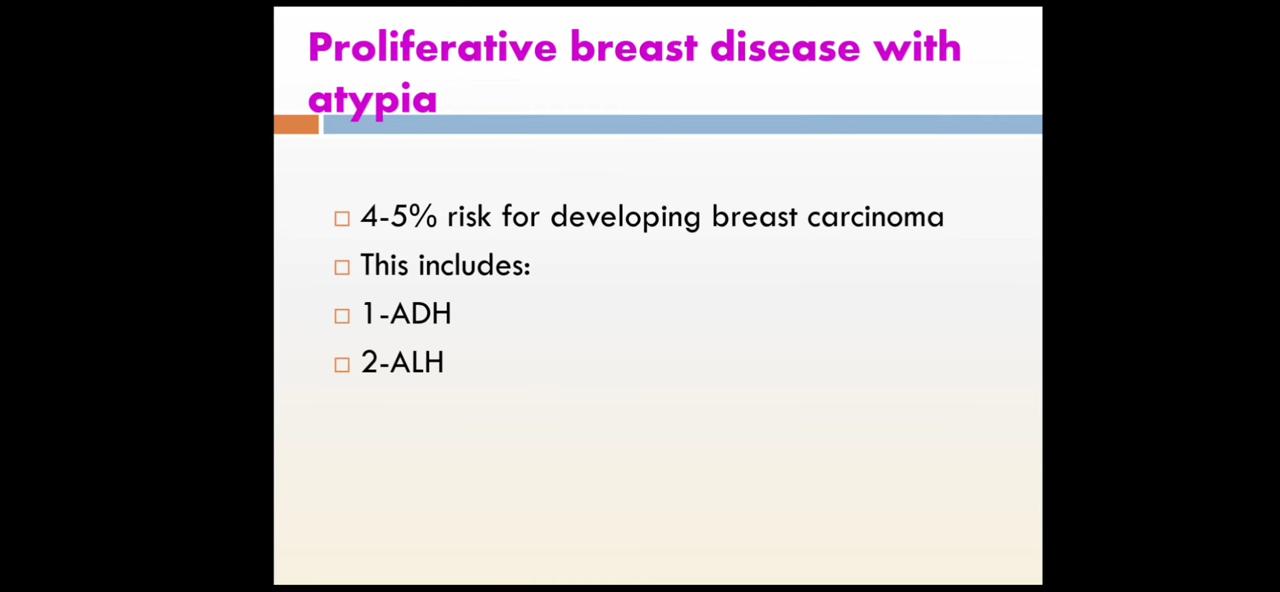 Proliferative breast disease with
atypia
4-5% risk for developing breast carcinoma
This includes:
1-ADH
2-ALH